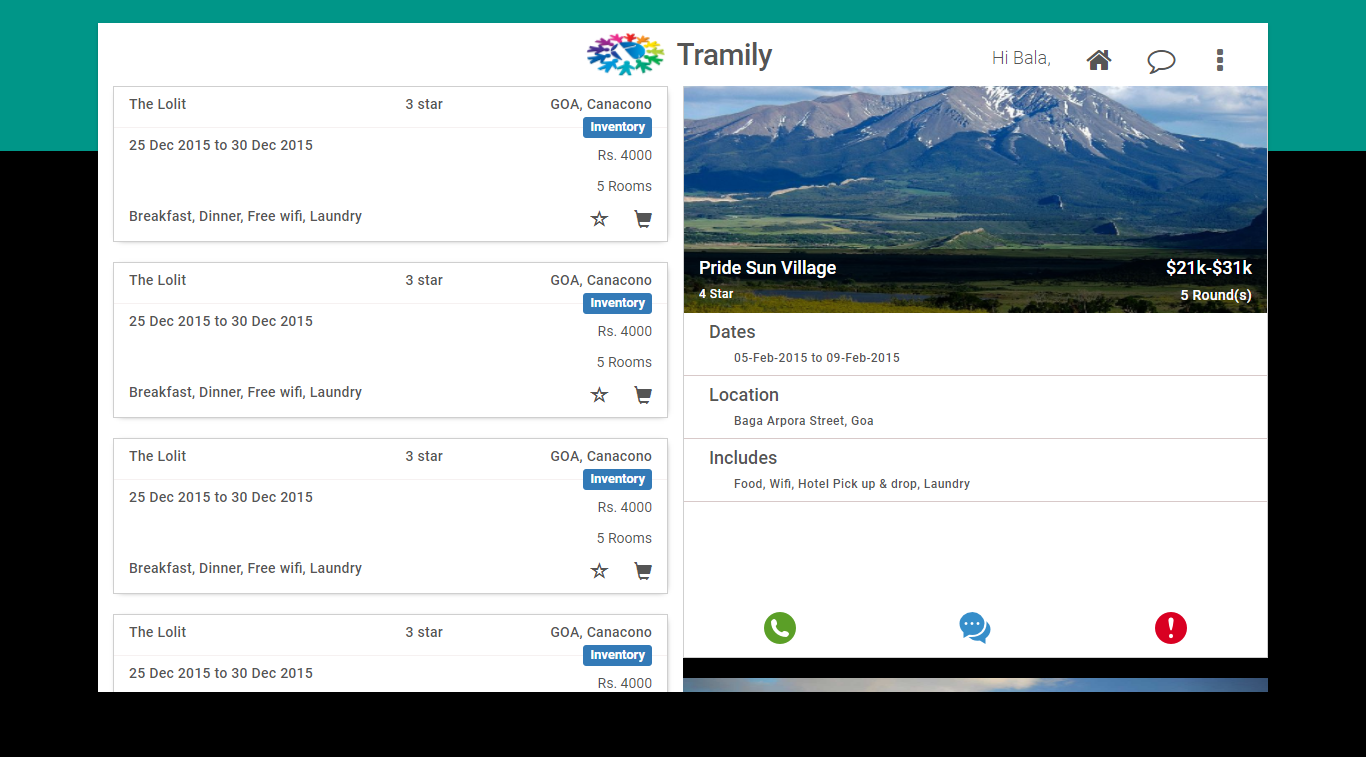 Tramily
Hi Bala,
The Lolit 3 star GOA, Canacono
Inventory
25 Dec 2015 to 30 Dec 2015
Rs. 4000
5 Rooms
Breakfast, Dinner, Free wifi, Laundry
The Lolit 3 star GOA, Canacono
Inventory
25 Dec 2015 to 30 Dec 2015
Rs. 4000
5 Rooms
Breakfast, Dinner, Free wifi, Laundry
The Lolit 3 star GOA, Canacono
Inventory
25 Dec 2015 to 30 Dec 2015
Rs. 4000
5 Rooms
Breakfast, Dinner, Free wifi, Laundry
The Lolit 3 star GOA, Canacono
Inventory
25 Dec 2015 to 30 Dec 2015
Rs. 4000
Pride Sun Village $21k-$31k
4 Star 5 Round(s)
Dates
05-Feb-2015 to 09-Feb-2015
Location
Baga Arpora Street, Goa
Includes
Food, Wifi, Hotel Pick up & drop, Laundry